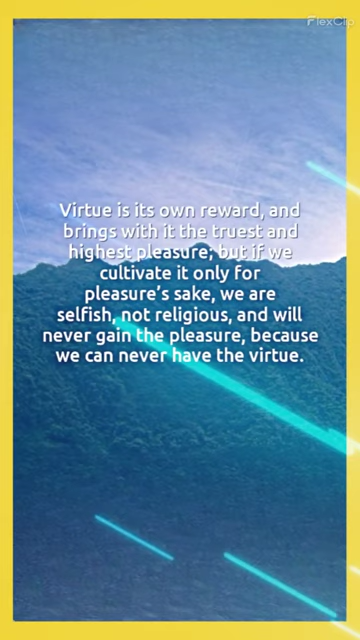 FlexClip
Virtue is its own reward, and
brings with it the truest and
highest pleasure; but if we
cultivate it only for
pleasure's sake, we are
selfish, not religious, and will
never gain the pleasure, because
we can never have the virtue.